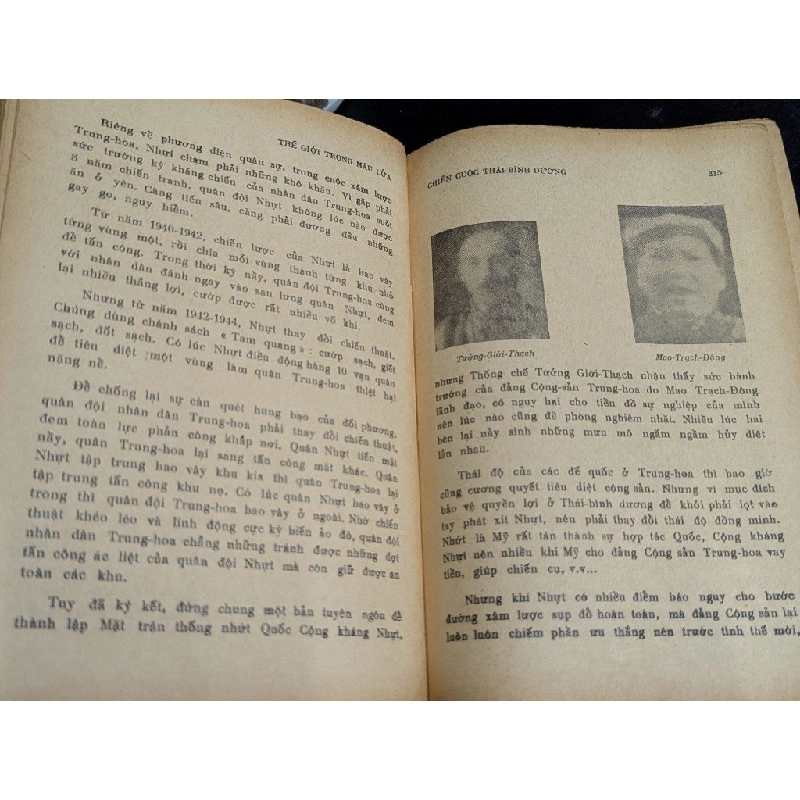 THẾ GIỚI TRONG MÁU LỬA
Riêng về phương diện quân sự, trong cuộc xâm lược
Trung-hoa, Nhựt chạm phải những khó khăn, vì gặp phải
sức trường kỳ kháng chiến của nhân dân Trung-hoa suốt
8 năm chiến tranh, quân đội Nhựt không lúc nào được
ăn ở yên. Càng tiến sâu, càng phải đương đầu những
gay go, nguy hiểm.
Từ năm 1940-1942, chiến lược của Nhựt là bao vây
từng vùng một, rồi chia mỗi vùng thành từng khu nhỏ
để tấn công. Trong thời kỳ nầy, quân đội Trung-hoa cùng
với nhân dân đánh ngay vào sau lưng quân Nhựt, đem
lại nhiều thắng lợi, cướp được rất nhiều võ khí.
Nhưng từ năm 1942-1944, Nhựt thay đổi chiến thuật.
Chúng dùng chánh sách « Tam quang » : cướp sạch, giết
sạch, đốt sạch. Có lúc Nhựt điều động hàng 10 vạn quân
để tiêu diệt một vùng làm quân Trung-hoa thiệt hại
nặng nề.
Để chống lại sự càn quét hung bạo của đối phương,
quân đội nhân dân Trung-hoa phải thay đổi chiến thuật,
đem toàn lực phản công khắp nơi. Quân Nhựt tiến mặt
nầy, quân Trung-hoa lại sang tấn công mặt khác. Quân
Nhựt tập trung bao vây khu kia thì quân Trung-hoa lại
tập trung tấn công khu nọ. Có lúc quân Nhựt bao vây ở
trong thì quân đội Trung-hoa bao vây ở ngoài. Nhờ chiến
thuật khéo léo và linh động cực kỳ biến ảo đó, quân đội
nhân dân Trung-hoa chẳng những tránh được những đợi
tấn công ác liệt của quân đội Nhựt mà còn giữ được an
toàn các khu.
Tuy đã ký kết, đứng chung một bản tuyên ngôn để
thành lập Mặt trận thống nhứt Quốc Cộng kháng Nhựt,
CHIẾN CUỘC THÁI-BÌNH DƯƠNG
Tưởng-Giới-Thạch
Mao-Trạch-Đông
nhưng Thống chế Tưởng Giới-Thạch nhận thấy sức bành
trướng của đảng Cộng-sản Trung-hoa do Mao Trạch-Đông
lãnh đạo, có nguy hại cho tiền đồ sự nghiệp của mình
nên lúc nào cũng đề phòng nghiêm nhặt. Nhiều lúc hai
bên lại nảy sinh những mưu mô ngấm ngầm hủy diệt
lẫn nhau.
Thái độ của các đế quốc ở Trung-hoa thì bao giờ
cũng cương quyết tiêu diệt cộng sản. Nhưng vì mục đích
bảo vệ quyền lợi ở Thái-bình dương để khỏi phải lọt vào
tay phát xít Nhựt, nên phải thay đổi thái độ đồng minh.
Nhứt là Mỹ rất tán thành sự hợp tác Quốc, Cộng kháng
Nhựt nên nhiều khi Mỹ cho đảng Cộng sản Trung-hoa vay
tiền, giúp chiến cụ, v.v...
Nhưng khi Nhựt có nhiều điềm báo nguy cho bước
đường xâm lược sụp đổ hoàn toàn, mà đảng Cộng sản lại
luôn luôn chiếm phần ưu thắng nên trước tình thế mới,